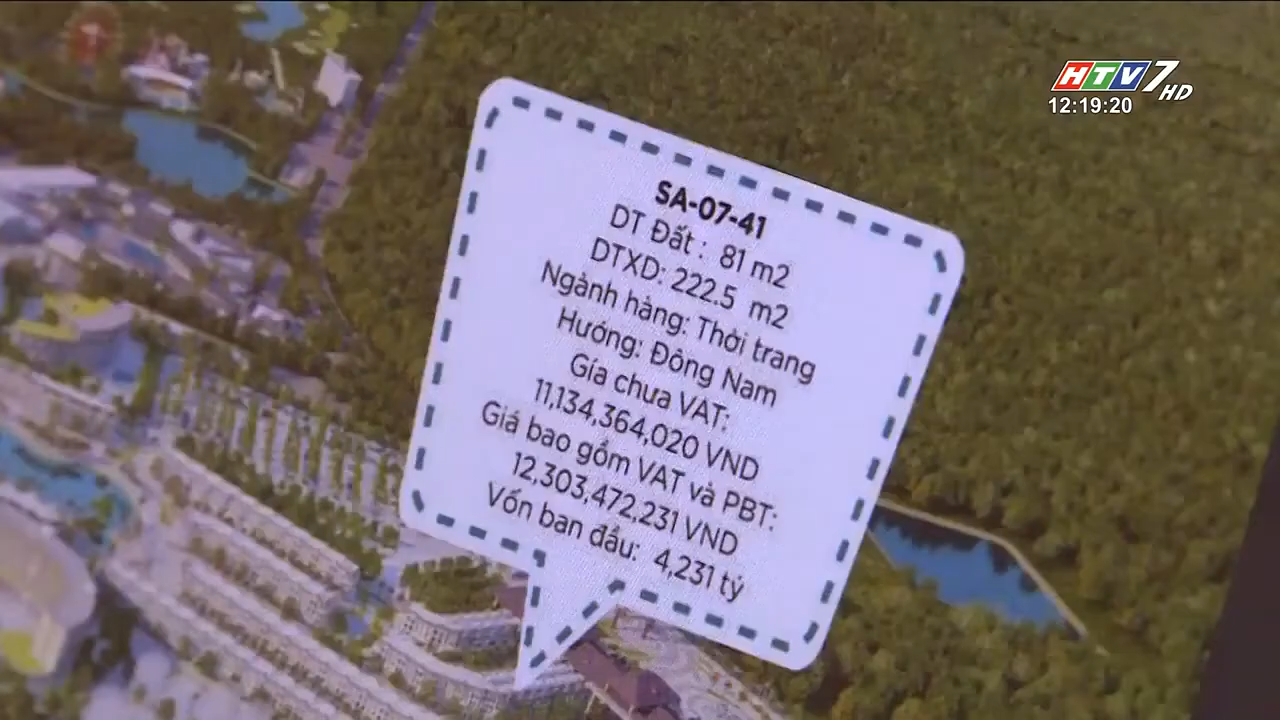 HTV7 HD
12:19:20
SA-07-41
DT Đất : 81 m2
DTXD: 222.5 m2
Ngành hàng: Thời trang
Hướng: Đông Nam
Gía chưa VAT:
11,134,364,020 VND
Giá bao gồm VAT và PBT:
12,303,472,231 VND
Vốn ban đầu: 4,231 tỷ